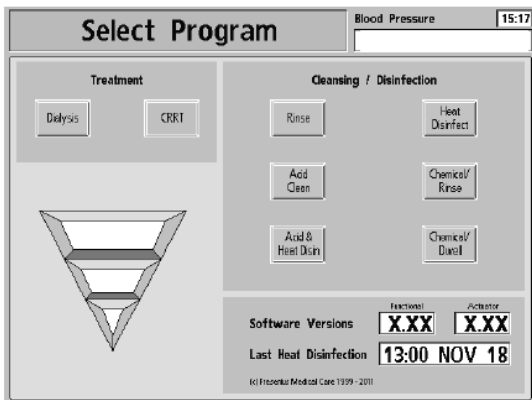 Select Program
Blood Pressure
15:17
Treatment
Cleansing / Disinfection
Dialysis
CRRT
Rinse
Heat
Disinfect
Acid
Clean
Chemical/
Rinse
Acid &
Heat Disin
Chemical/
Dwell
Functional
Actuator
Software Versions
X.XX
X.XX
Last Heat Disinfection
13:00 NOV 18
(c) Fresenius Medical Care 1999 - 2011